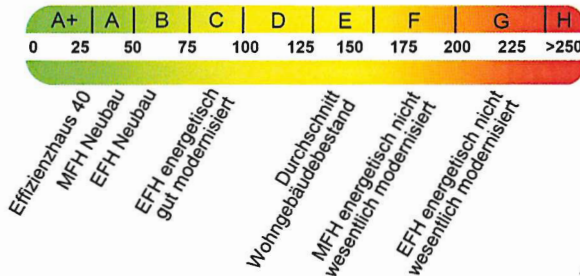 A+ A B C D E F G H
0 25 50 75 100 125 150 175 200 225 >250
Effizienzhaus 40
MFH Neubau
EFH Neubau
EFH energetisch
gut modernisiert
Durchschnitt
Wohngebäudebestand
MFH energetisch nicht
wesentlich modernisiert
EFH energetisch nicht
wesentlich modernisiert